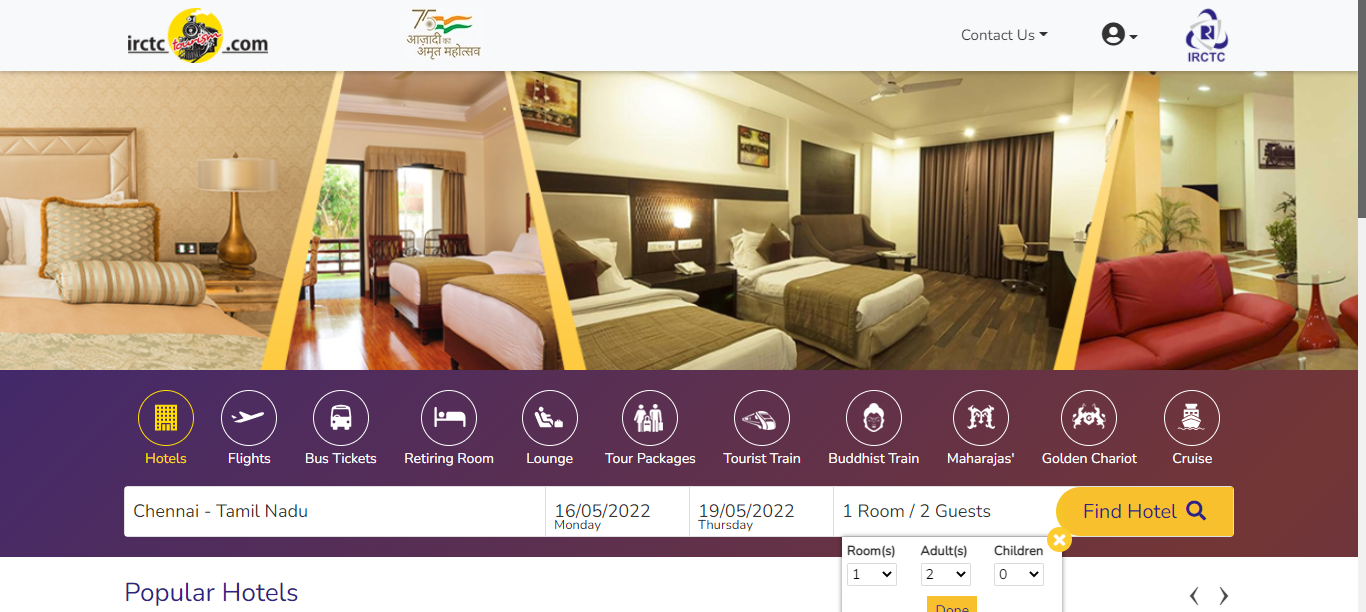 irctc tourism .com
75
आज़ादी का
अमृत महोत्सव
Contact Us
IRCTC
Hotels
Flights
Bus Tickets
Retiring Room
Lounge
Tour Packages
Tourist Train
Buddhist Train
Maharajas'
Golden Chariot
Cruise
Chennai - Tamil Nadu
16/05/2022
Monday
19/05/2022
Thursday
1 Room / 2 Guests
Find Hotel
Room(s)
Adult(s)
Children
1
2
0
Done
Popular Hotels